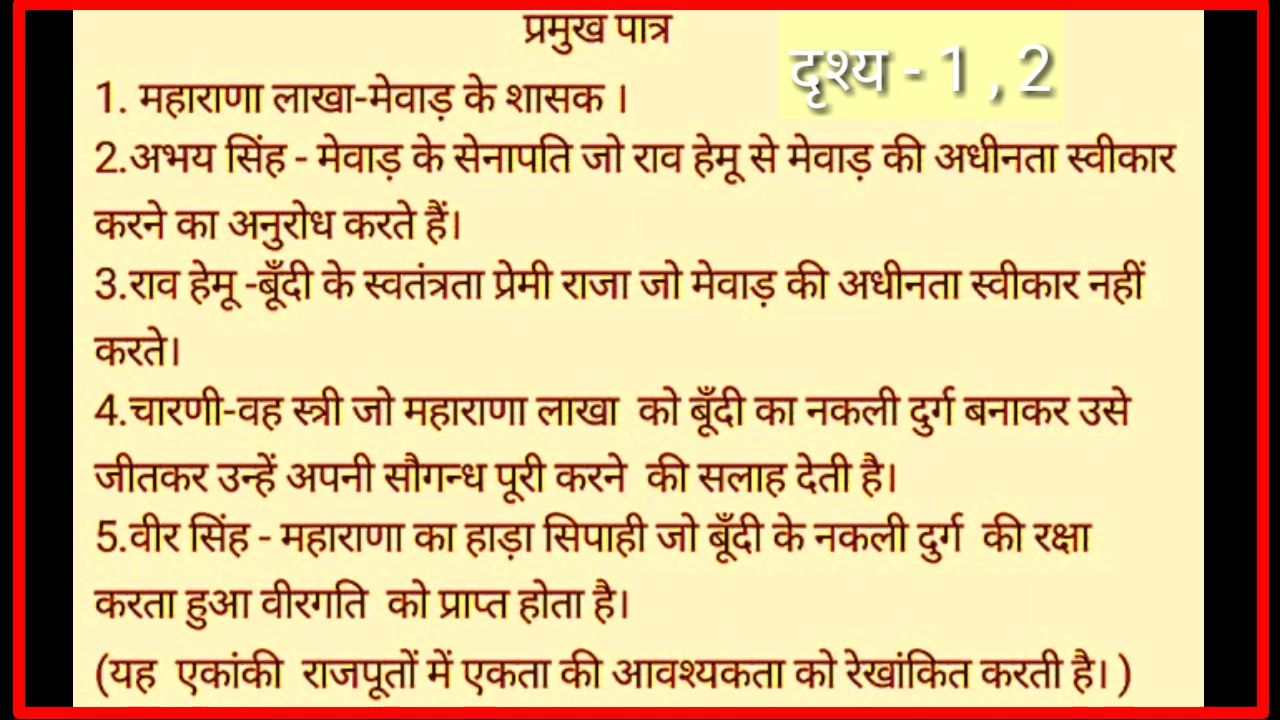 प्रमुख पात्र
दृश्य - 1 , 2
1. महाराणा लाखा-मेवाड़ के शासक ।
2.अभय सिंह - मेवाड़ के सेनापति जो राव हेमू से मेवाड़ की अधीनता स्वीकार
करने का अनुरोध करते हैं।
3.राव हेमू -बूँदी के स्वतंत्रता प्रेमी राजा जो मेवाड़ की अधीनता स्वीकार नहीं
करते।
4.चारणी-वह स्त्री जो महाराणा लाखा को बूँदी का नकली दुर्ग बनाकर उसे
जीतकर उन्हें अपनी सौगन्ध पूरी करने की सलाह देती है।
5.वीर सिंह - महाराणा का हाड़ा सिपाही जो बूँदी के नकली दुर्ग की रक्षा
करता हुआ वीरगति को प्राप्त होता है।
(यह एकांकी राजपूतों में एकता की आवश्यकता को रेखांकित करती है। )